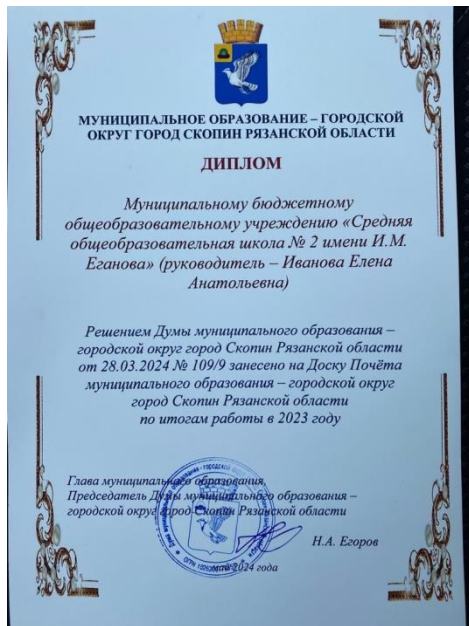 МУНИЦИПАЛЬНОЕ ОБРАЗОВАНИЕ – ГОРОДСКОЙ
ОКРУГ ГОРОД СКОПИН РЯЗАНСКОЙ ОБЛАСТИ
ДИПЛОМ
Муниципальному бюджетному
общеобразовательному учреждению «Средняя
общеобразовательная школа № 2 имени И.М.
Еганова» (руководитель – Иванова Елена
Анатольевна)
Решением Думы муниципального образования –
городской округ город Скопин Рязанской области
от 28.03.2024 № 109/9 занесено на Доску Почёта
муниципального образования – городской округ
город Скопин Рязанской области
по итогам работы в 2023 году
Глава муниципального образования,
Председатель Думы муниципального образования –
городской округ город Скопин Рязанской области
Н.А. Егоров
2024 года